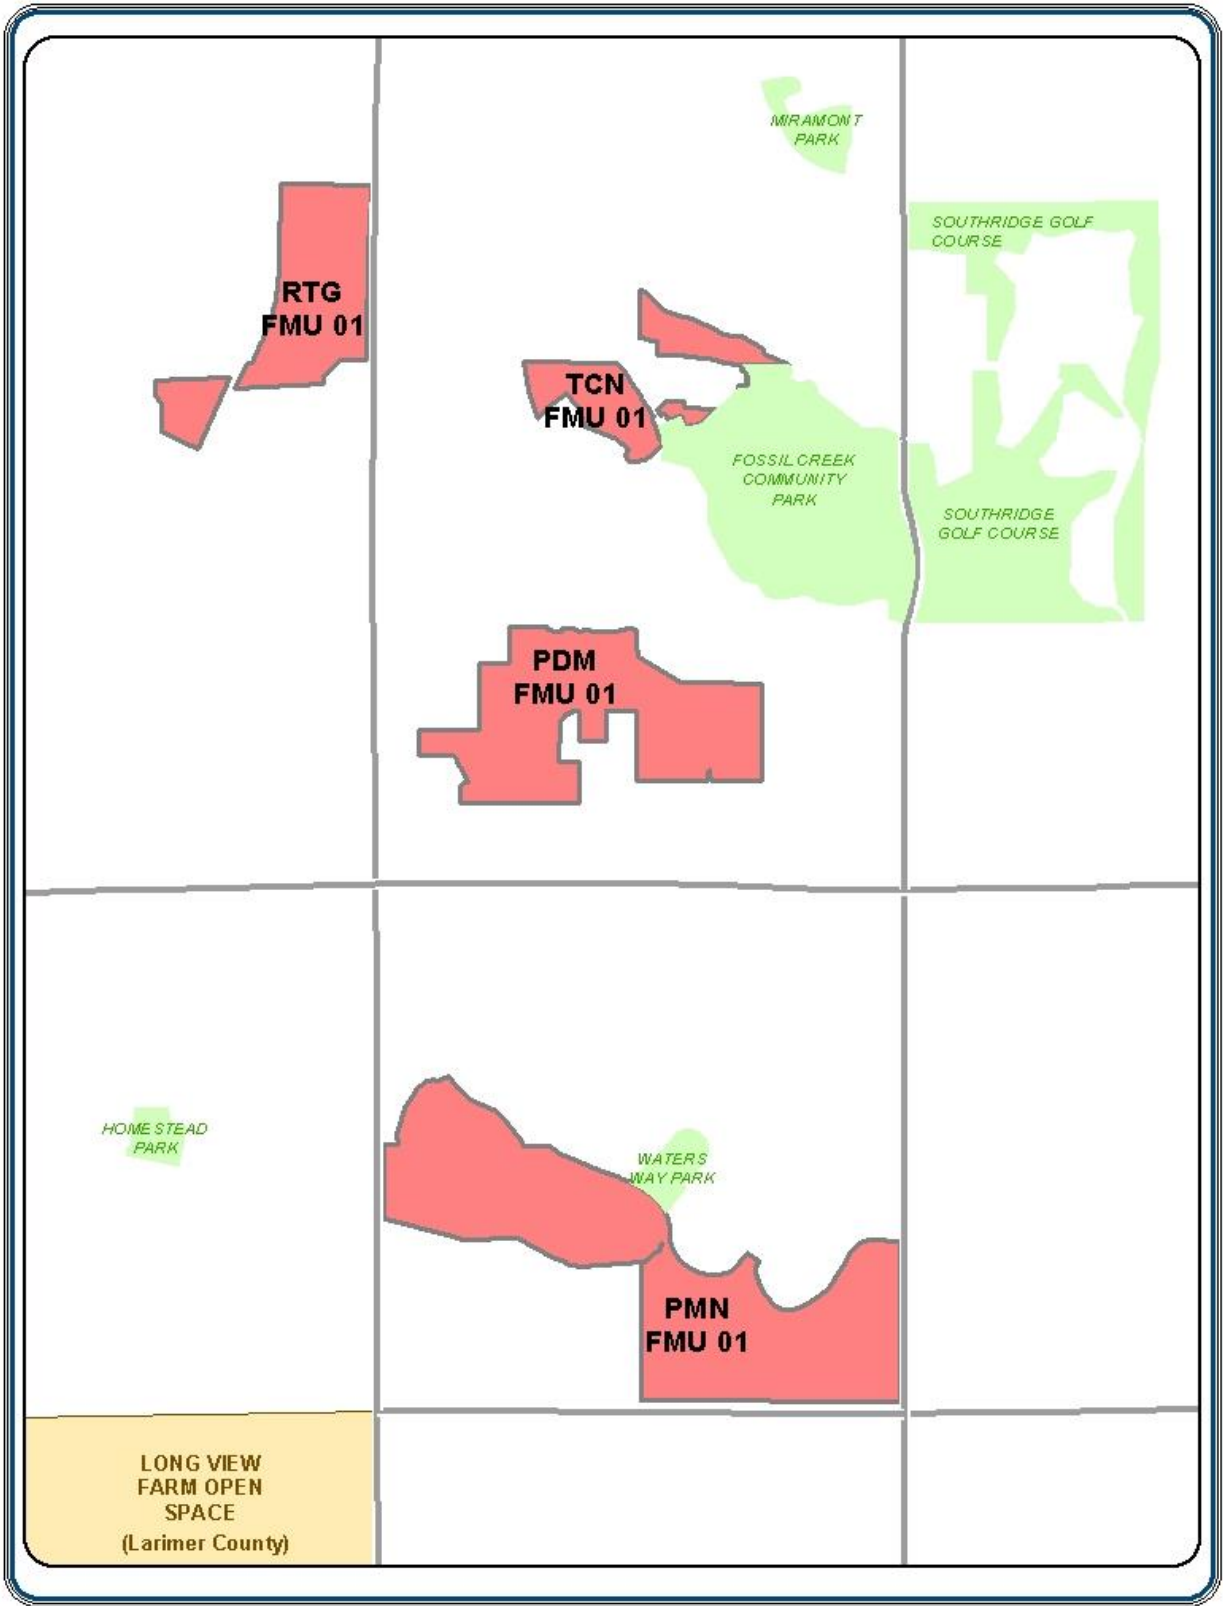 MIRAMONT
PARK
SOUTHRIDGE GOLF
COURSE
RTG
FMU 01
TCN
FMU 01
FOSSIL CREEK
COMMUNITY
PARK
SOUTHRIDGE
GOLF COURSE
PDM
FMU 01
HOMESTEAD
PARK
WATERS
WAY PARK
PMN
FMU 01
LONG VIEW
FARM OPEN
SPACE
(Larimer County)